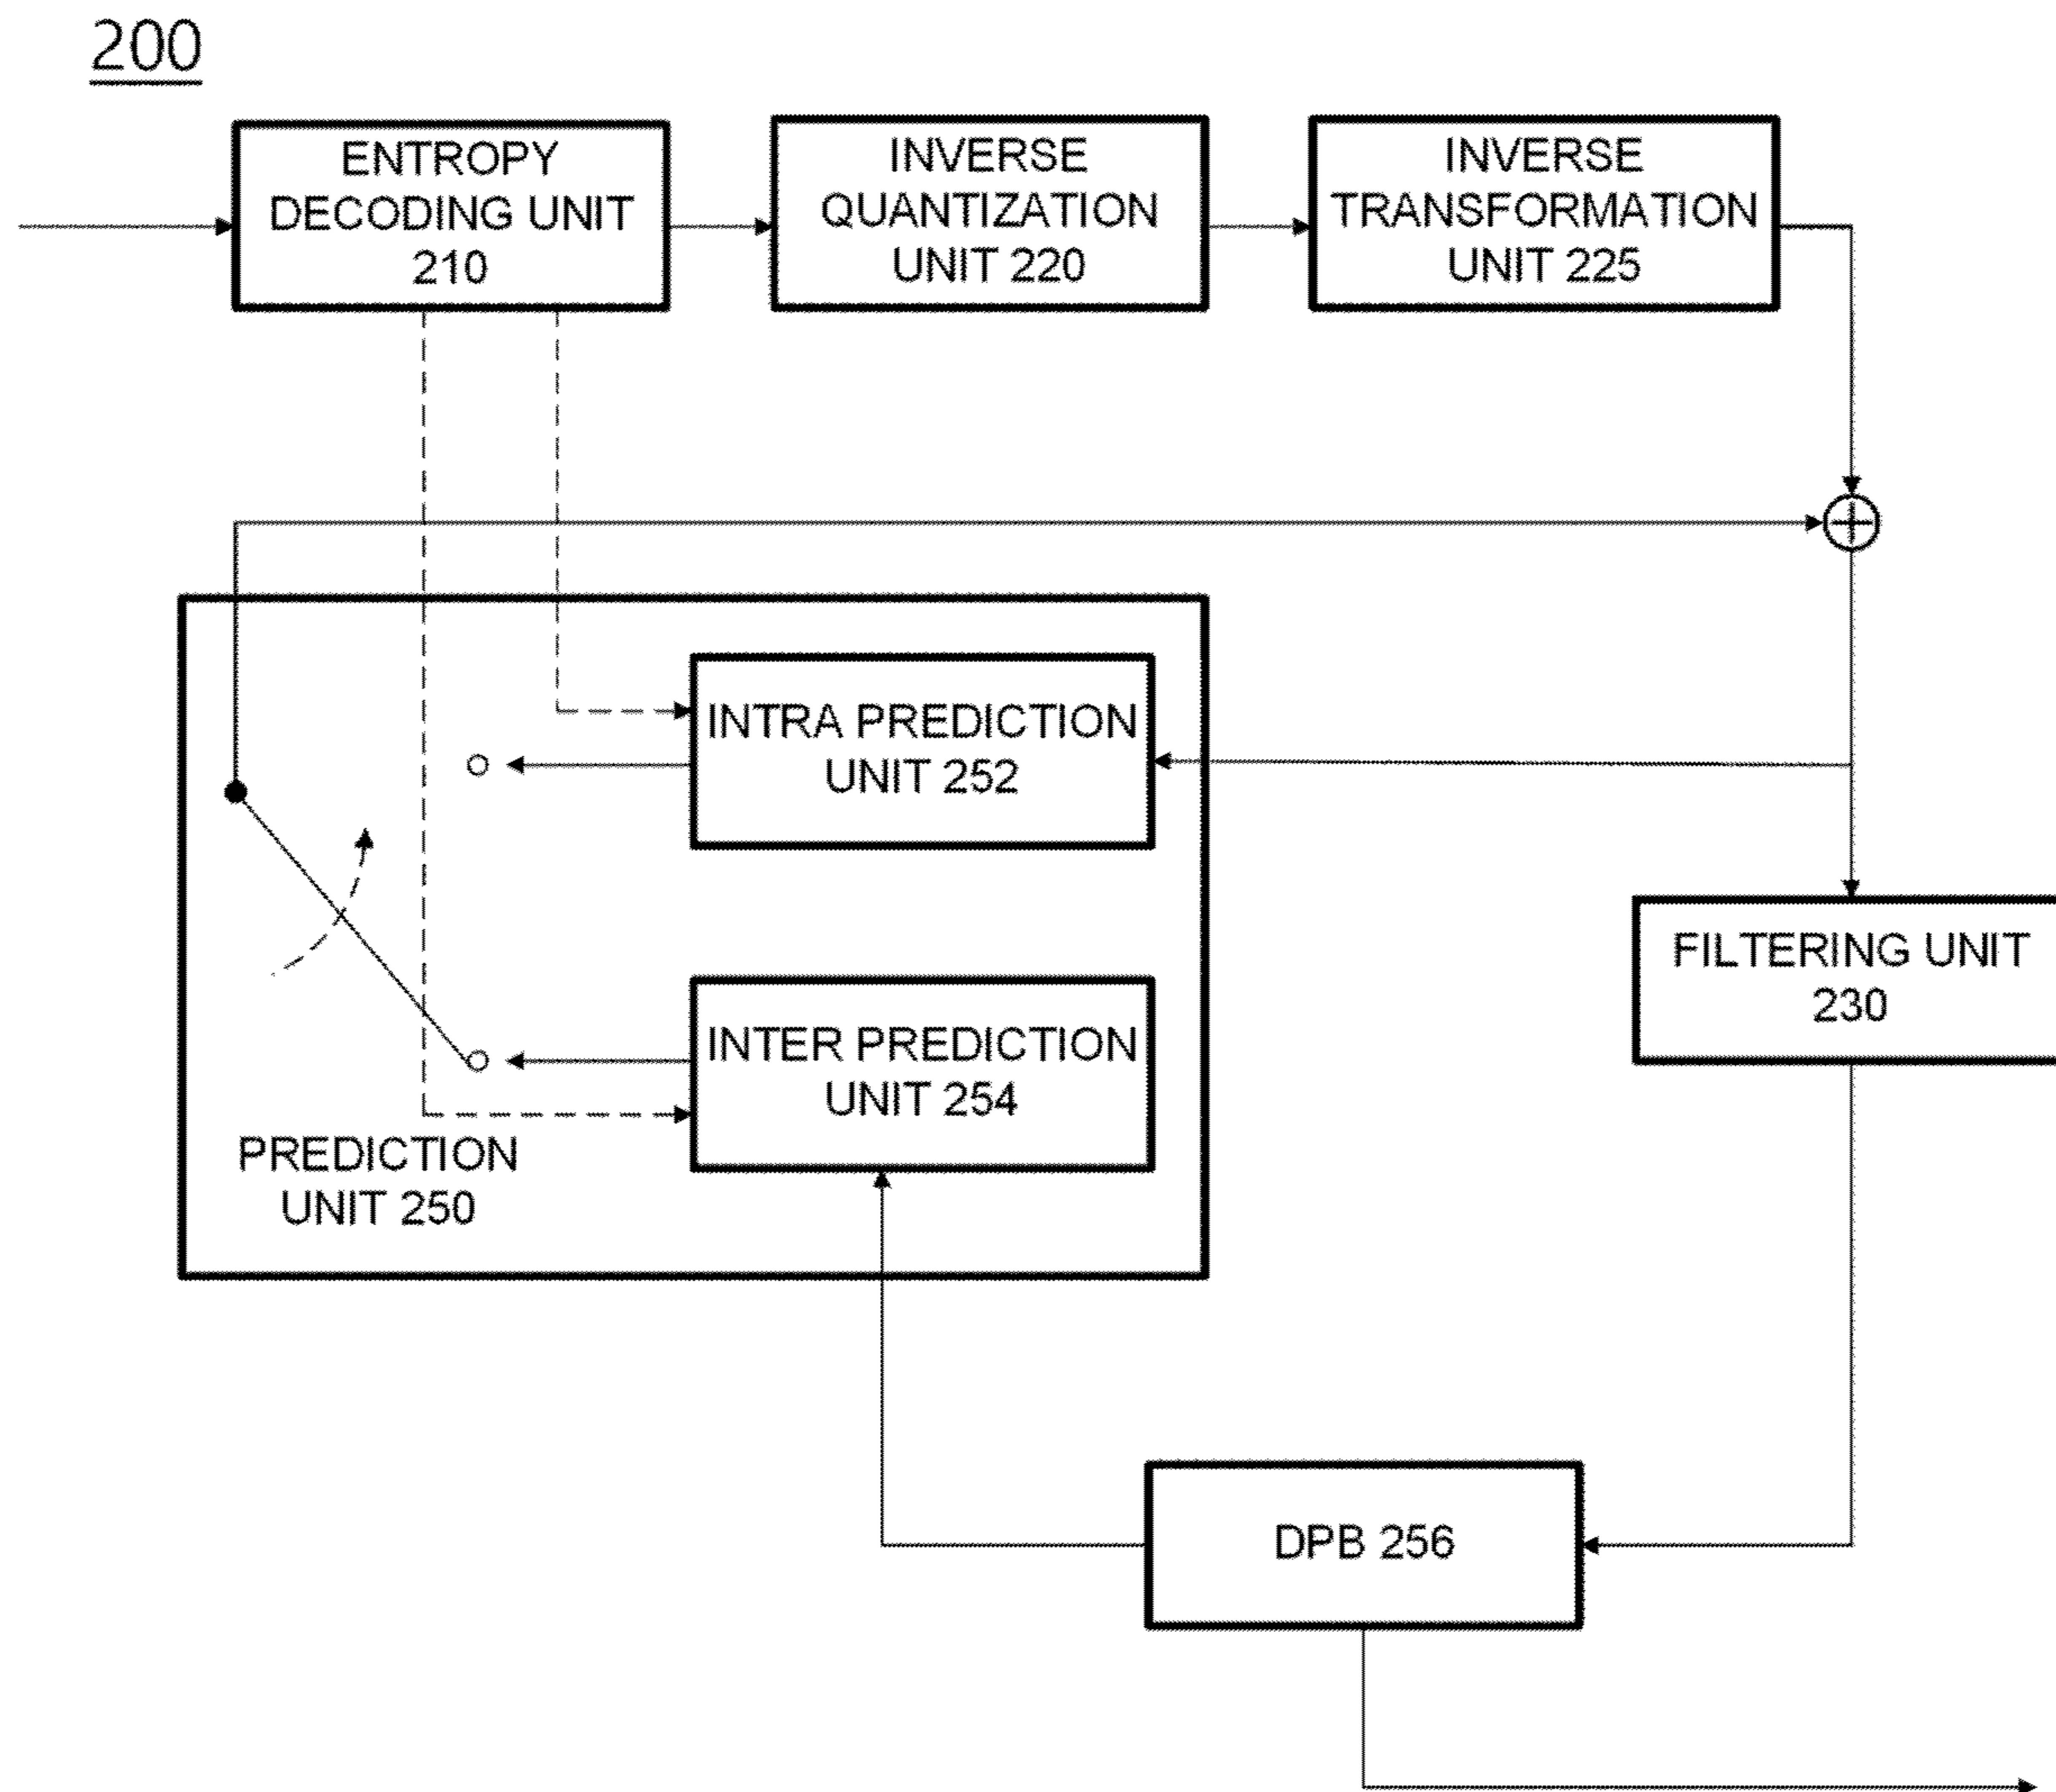 200
ENTROPY
DECODING UNIT
210
INVERSE
QUANTIZATION
UNIT 220
INVERSE
TRANSFORMATION
UNIT 225
INTRA PREDICTION
UNIT 252
FILTERING UNIT
230
INTER PREDICTION
UNIT 254
PREDICTION
UNIT 250
DPB 256